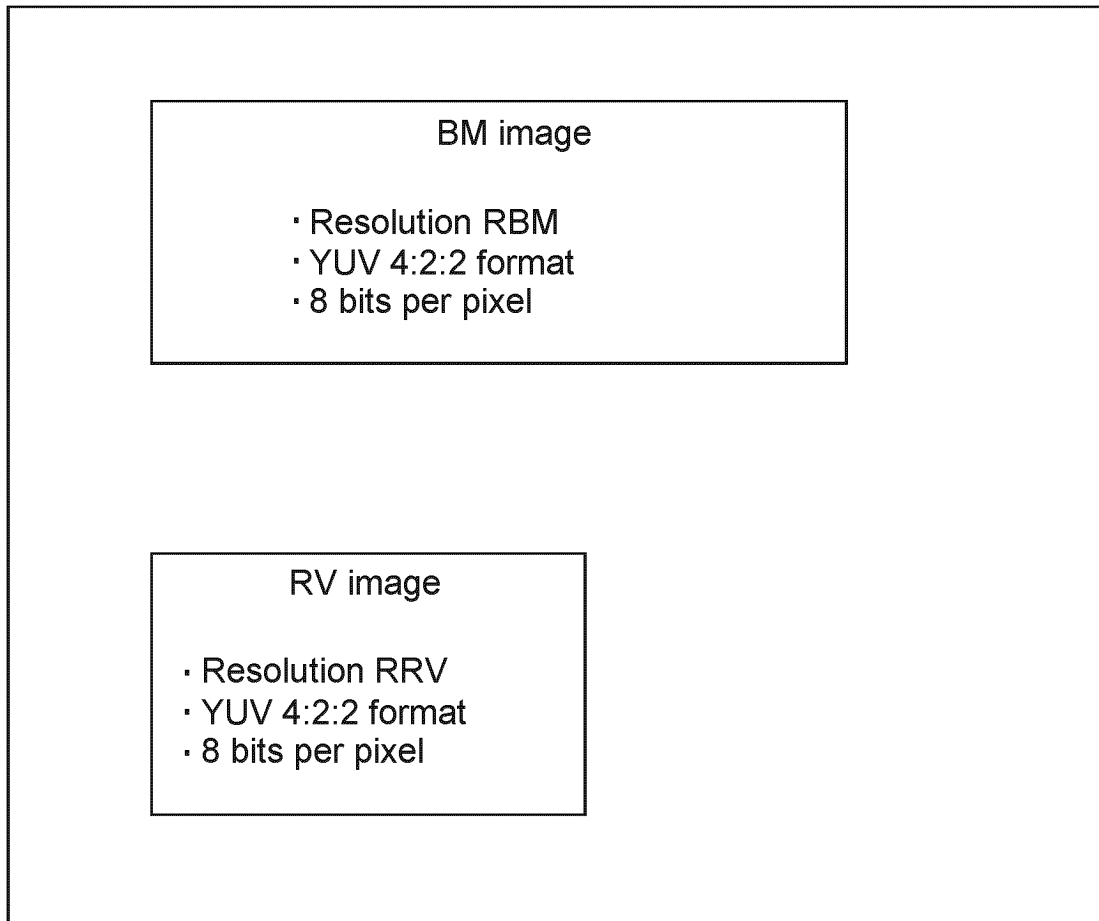 BM image
· Resolution RBM
· YUV 4:2:2 format
· 8 bits per pixel
RV image
· Resolution RRV
· YUV 4:2:2 format
· 8 bits per pixel